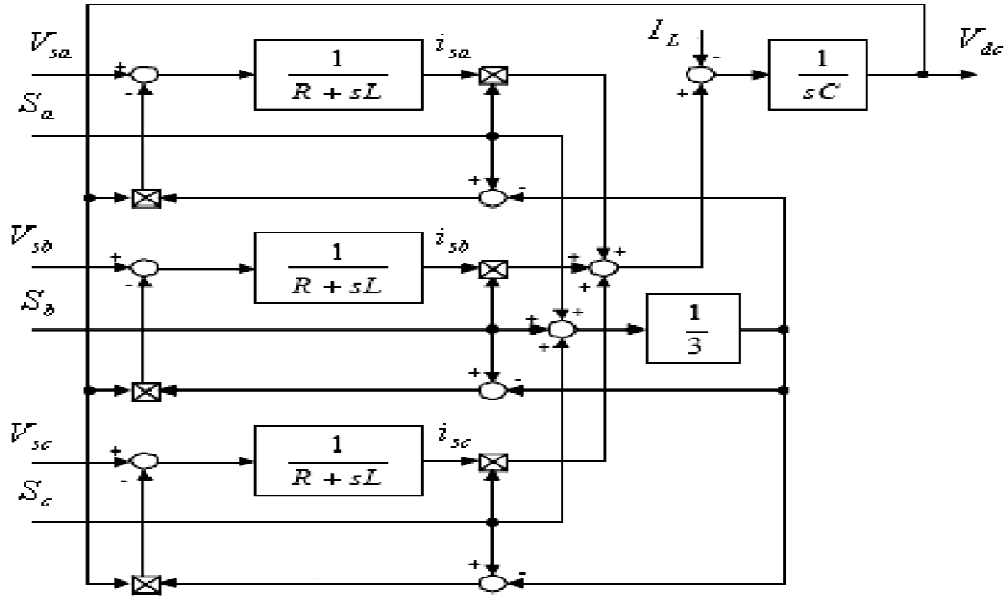 V_sa + - 1 / R + sL i_sa I_L - + 1 / sC V_dc
S_a + -
V_sb + - 1 / R + sL i_sb + + +
S_b + + + 1 / 3 + -
V_sc + - 1 / R + sL i_sc
S_c + -